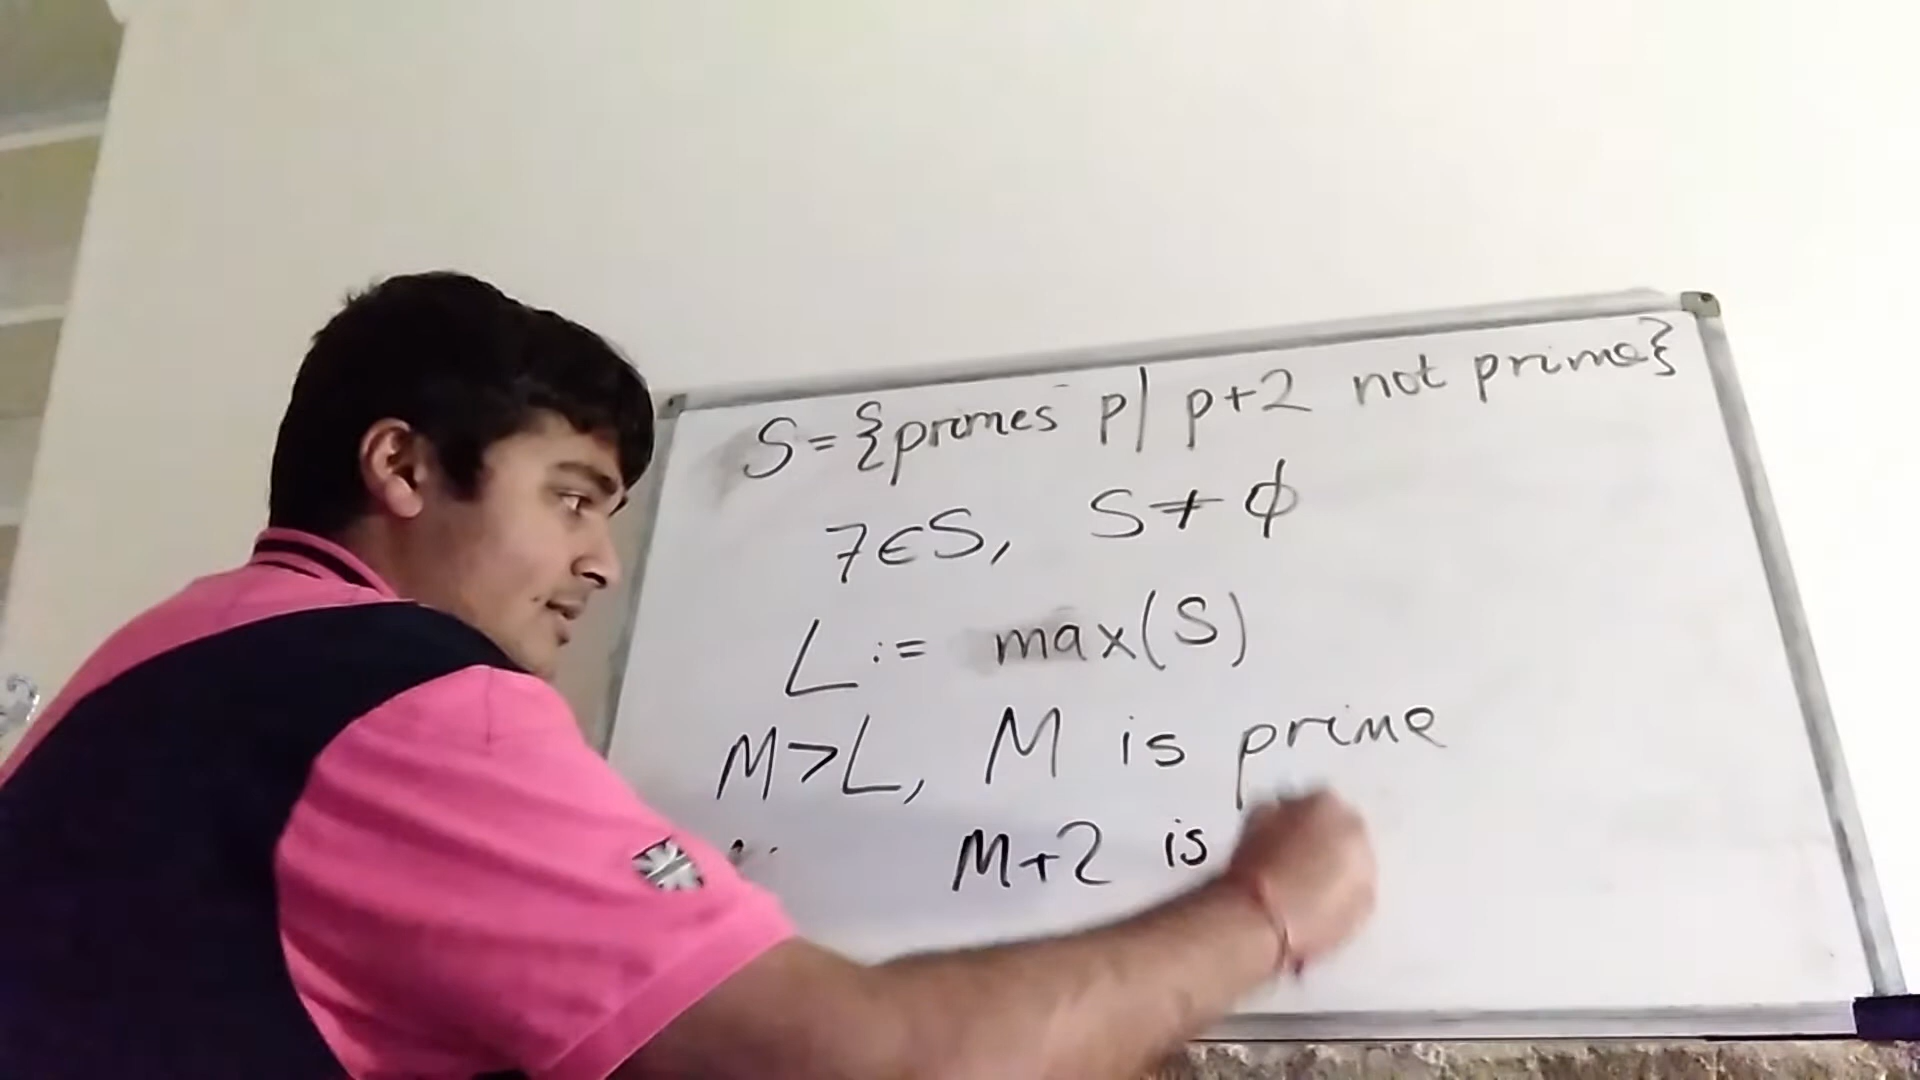 S = {primes p | p+2 not prime}
7 ∈ S, S ≠ ϕ
L := max(S)
M > L, M is prime
M+2 is